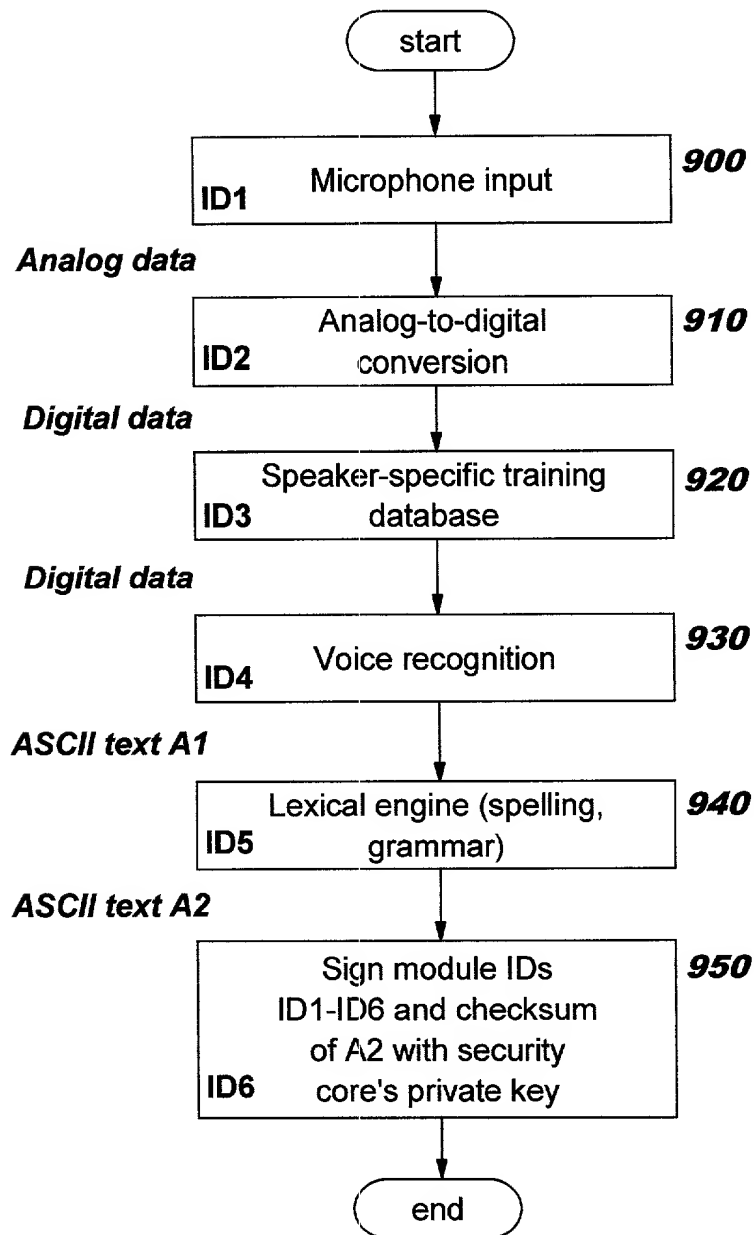 start
900
Microphone input
ID1
Analog data
910
Analog-to-digital
conversion
ID2
Digital data
920
Speaker-specific training
database
ID3
Digital data
930
Voice recognition
ID4
ASCII text A1
940
Lexical engine (spelling,
grammar)
ID5
ASCII text A2
950
Sign module IDs
ID1-ID6 and checksum
of A2 with security
core's private key
ID6
end